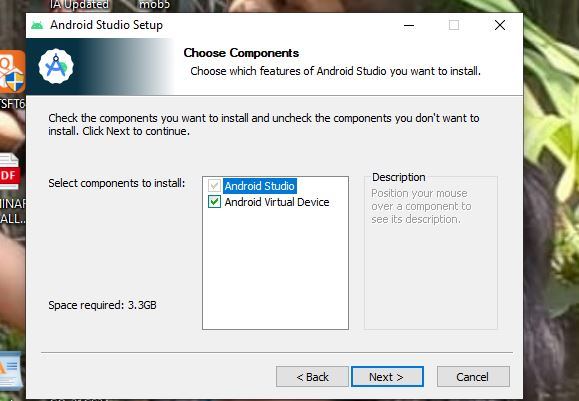 IA Updated
mob5
Android Studio Setup
Choose Components
Choose which features of Android Studio you want to install.
Check the components you want to install and uncheck the components you don't want to
install. Click Next to continue.
Select components to install:
Android Studio
Android Virtual Device
Description
Position your mouse
over a component to
see its description.
Space required: 3.3GB
< Back
Next >
Cancel
PDF